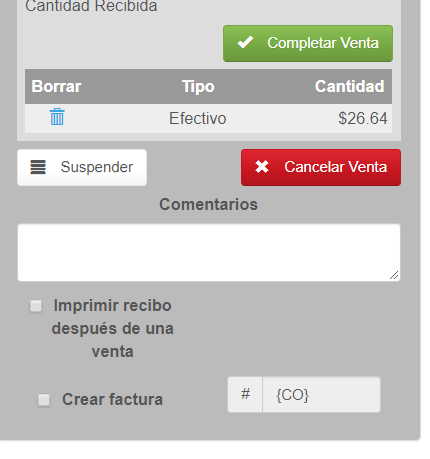 Cantidad Recibida
Completar Venta
Borrar Tipo Cantidad
Efectivo $26.64
Suspender Cancelar Venta
Comentarios
Imprimir recibo
después de una
venta
Crear factura # {CO}